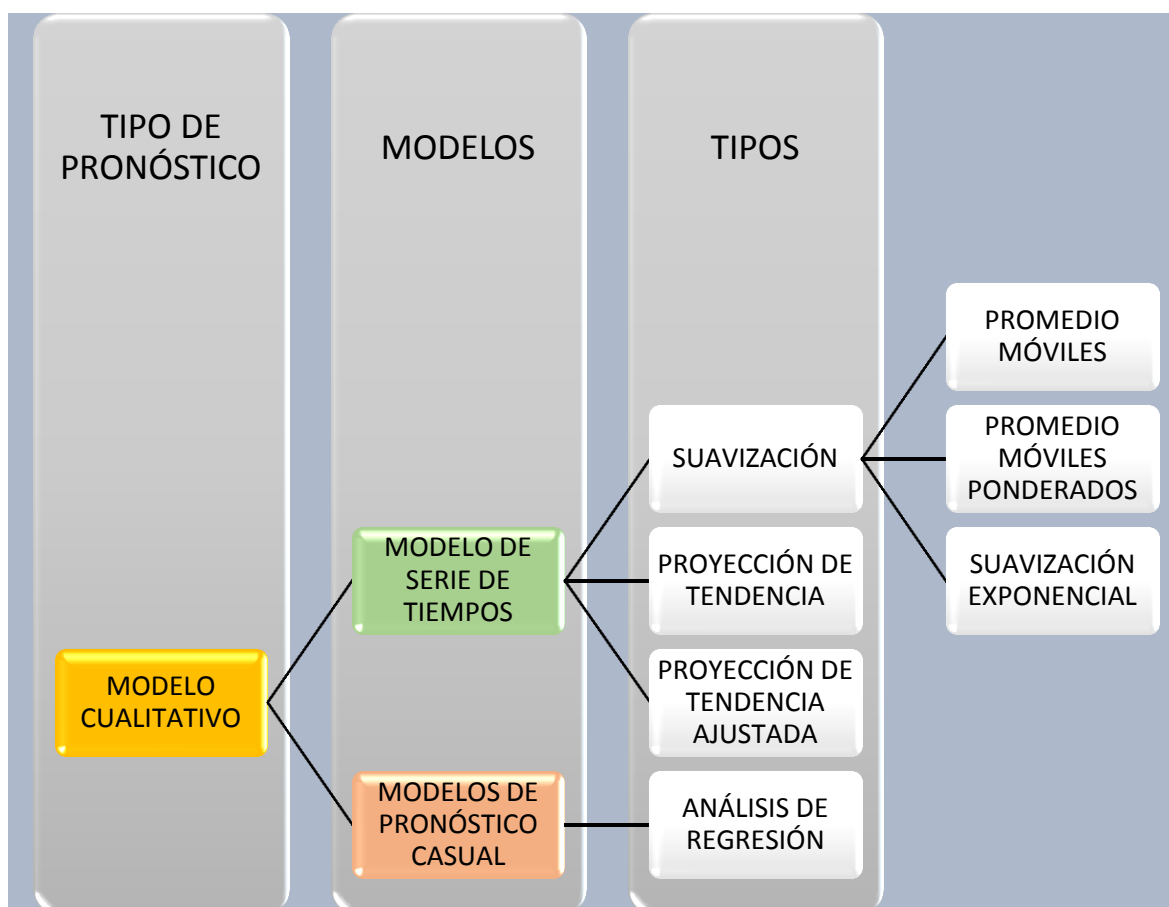 TIPO DE
PRONÓSTICO
MODELOS
TIPOS
MODELO
CUALITATIVO
MODELO DE
SERIE DE
TIEMPOS
MODELOS DE
PRONÓSTICO
CASUAL
SUAVIZACIÓN
PROYECCIÓN DE
TENDENCIA
PROYECCIÓN DE
TENDENCIA
AJUSTADA
ANÁLISIS DE
REGRESIÓN
PROMEDIO
MÓVILES
PROMEDIO
MÓVILES
PONDERADOS
SUAVIZACIÓN
EXPONENCIAL